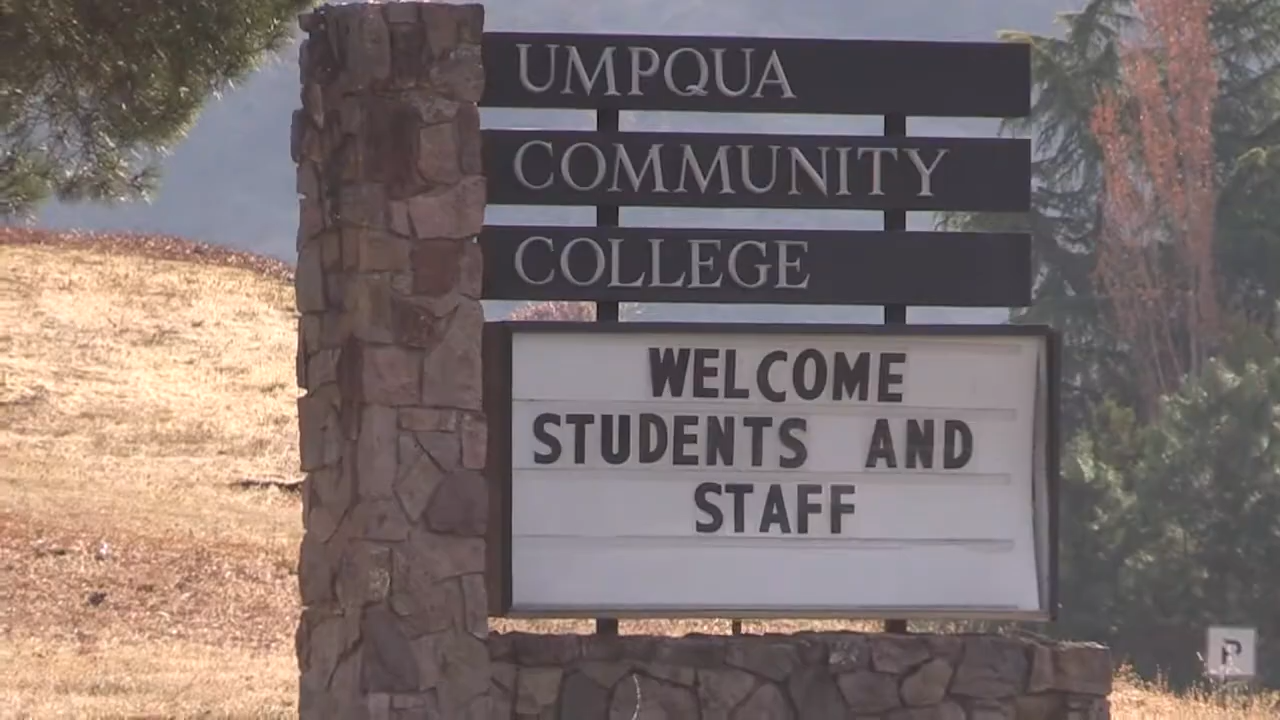 UMPQUA
COMMUNITY
COLLEGE
WELCOME
STUDENTS AND
STAFF
P